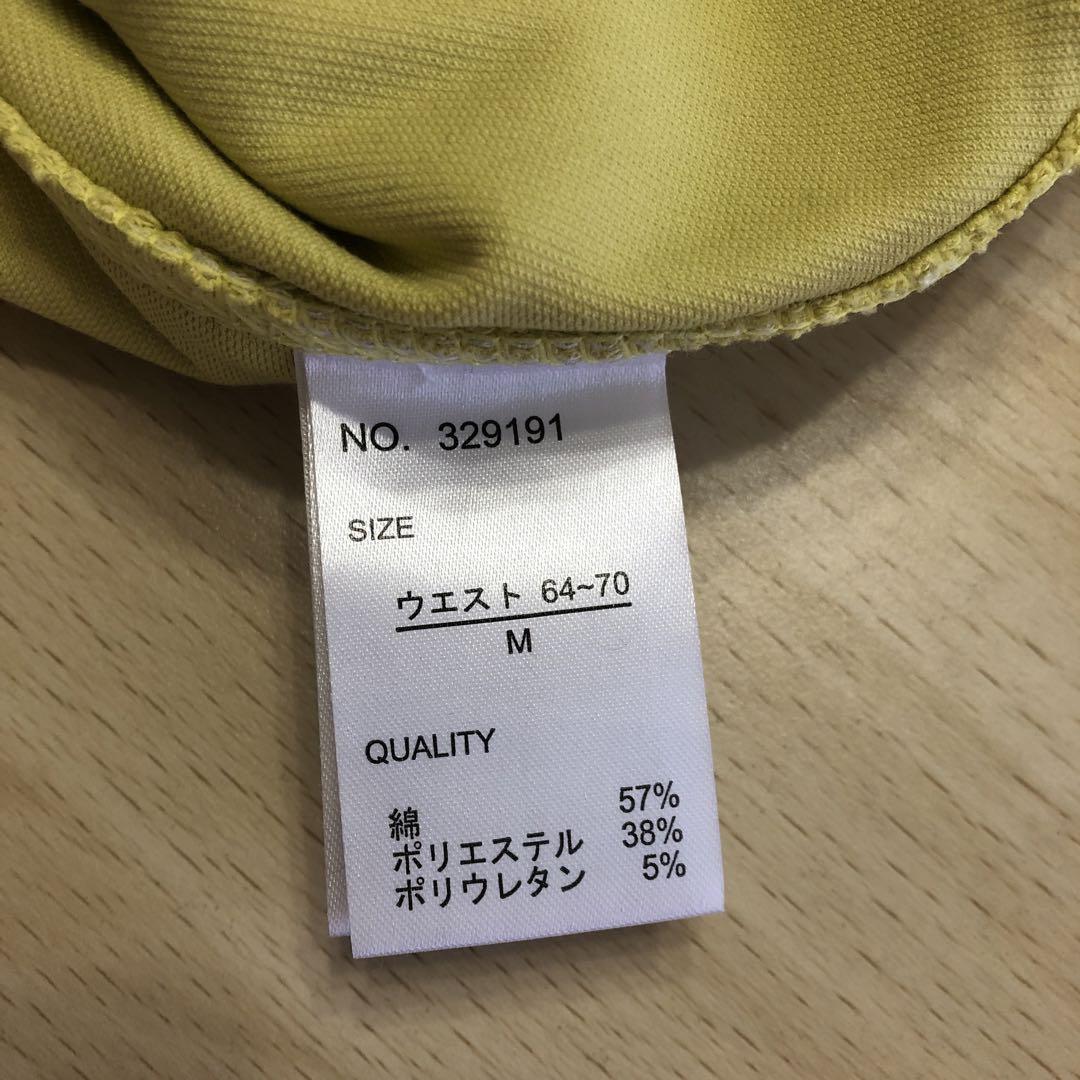 NO. 329191
SIZE
ウエスト 64~70
M
QUALITY
綿 57%
ポリエステル 38%
ポリウレタン 5%